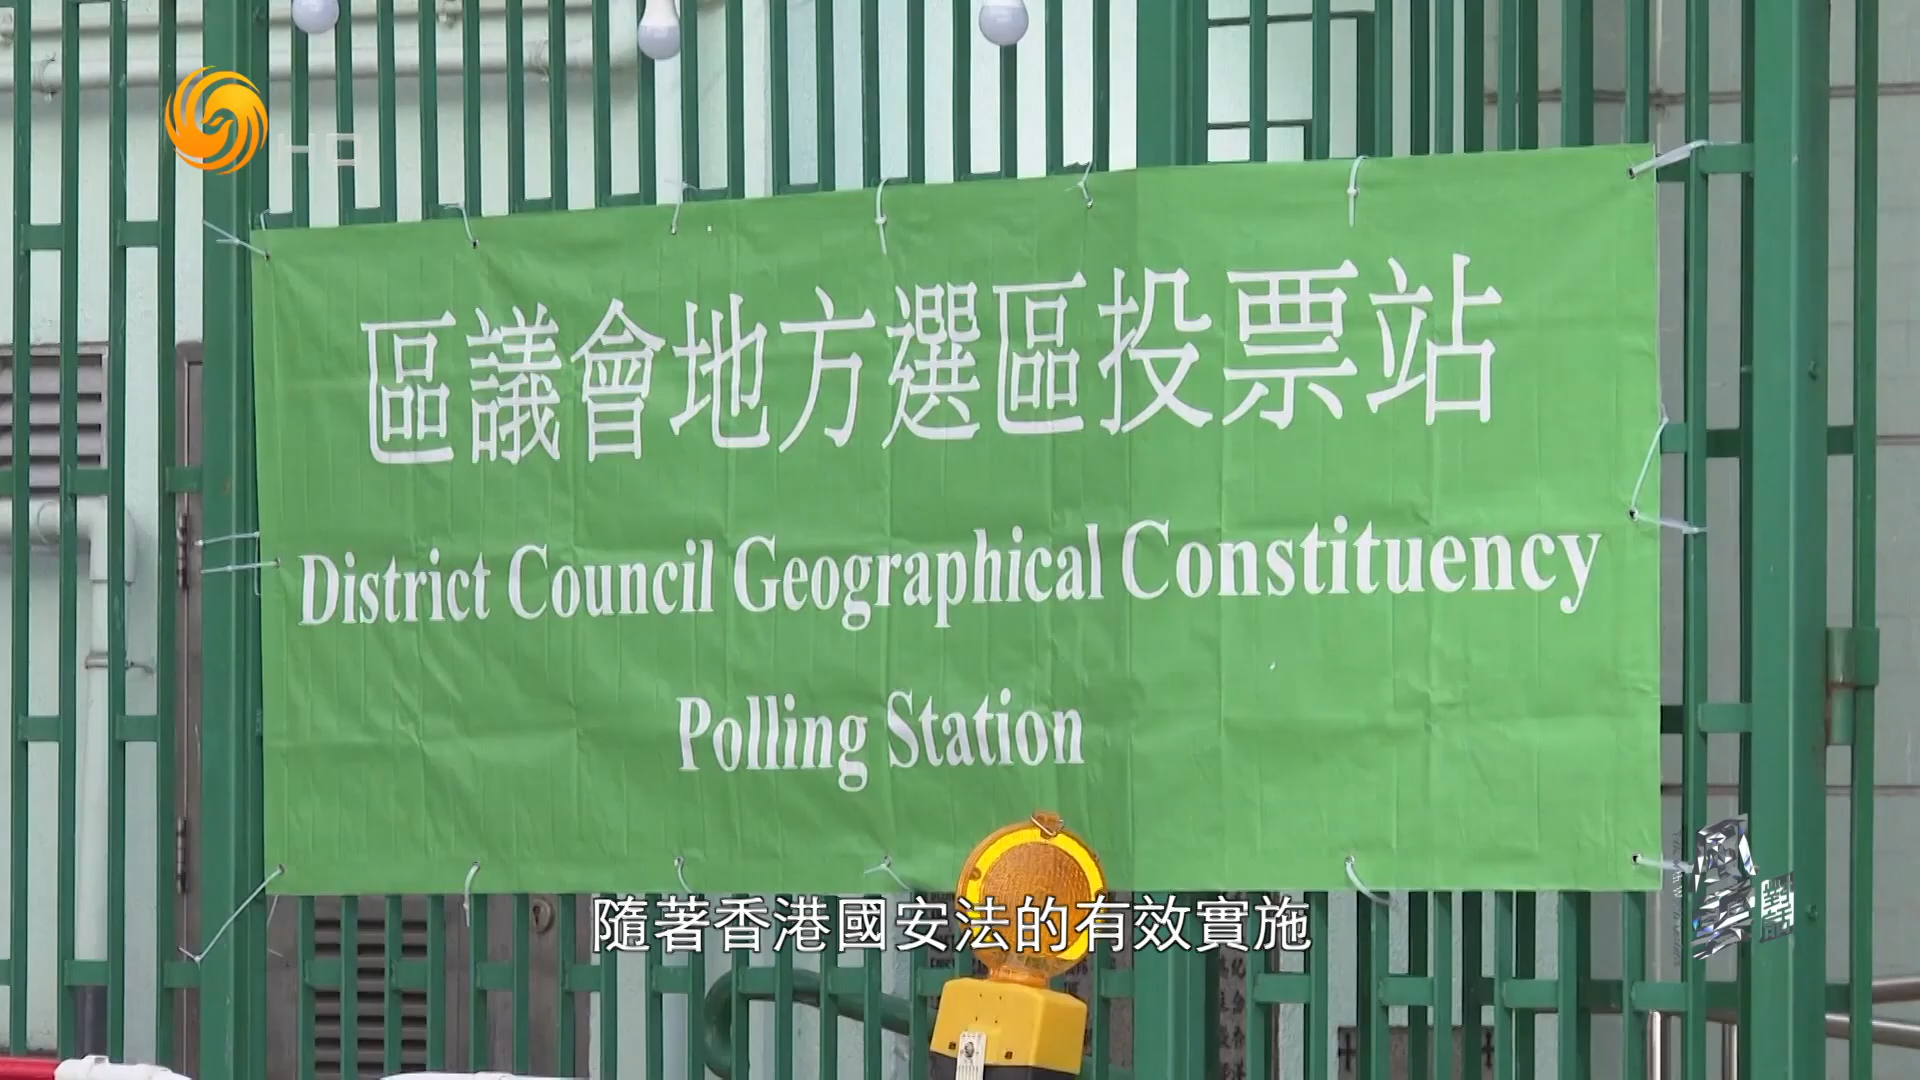 HD
區議會地方選區投票站
District Council Geographical Constituency
Polling Station
隨著香港國安法的有效實施